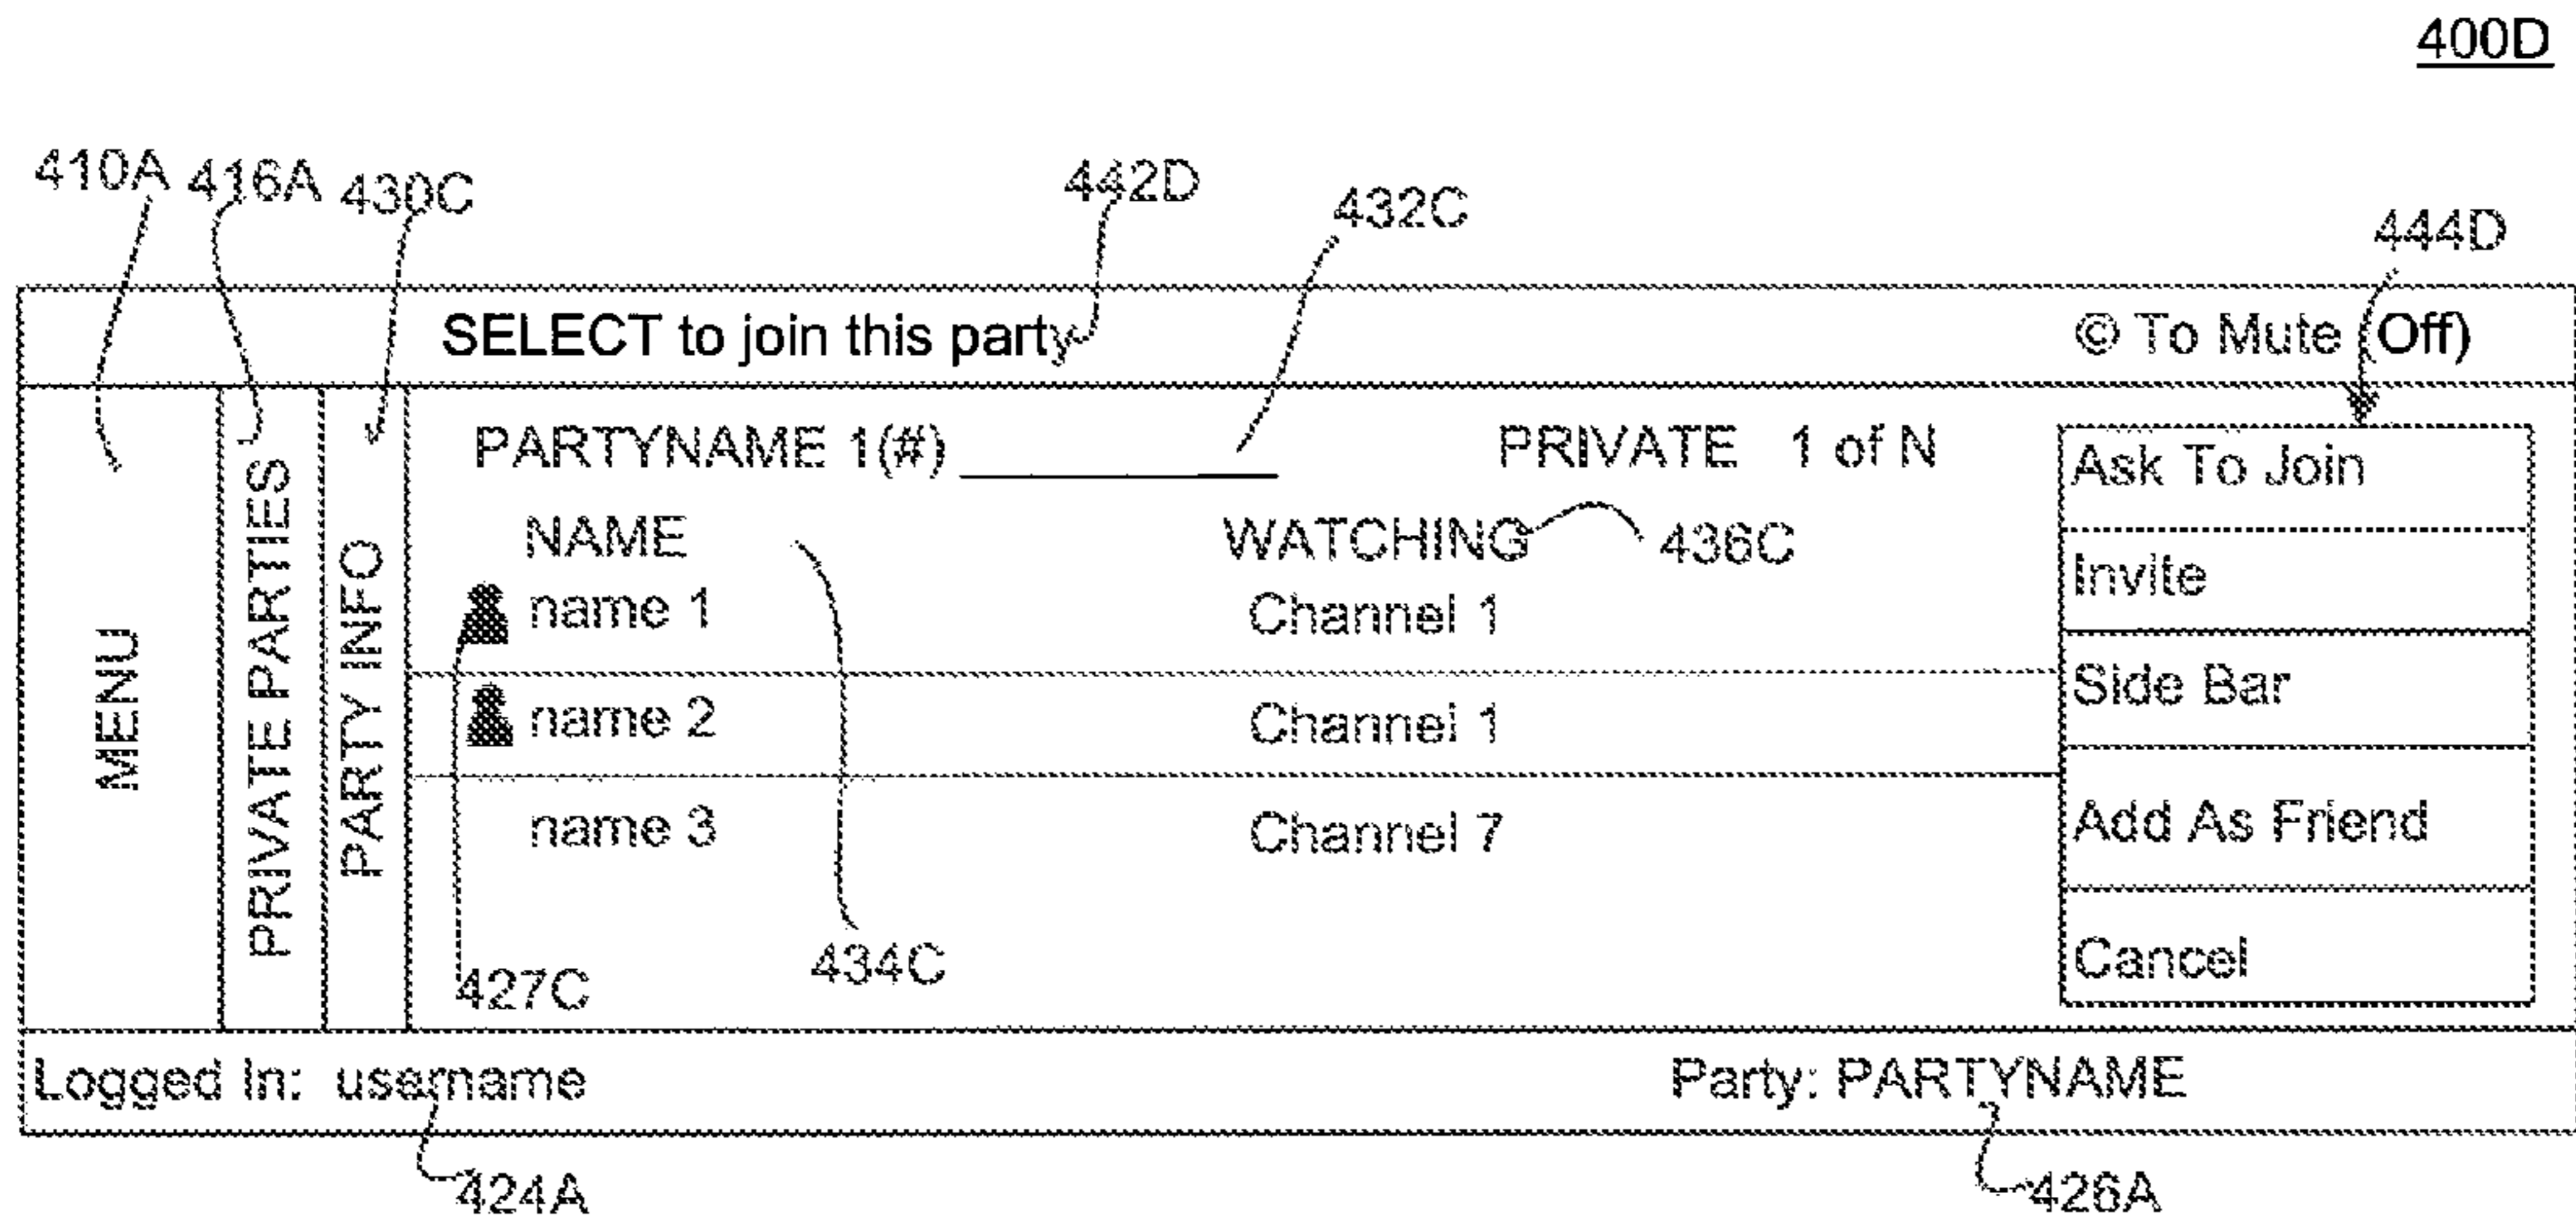 400D
410A 416A 430C 442D 432C 444D
SELECT to join this party © To Mute (Off)
MENU
PRIVATE PARTIES
PARTY INFO
PARTYNAME 1(#) PRIVATE 1 of N
NAME WATCHING 436C
name 1 Channel 1
name 2 Channel 1
name 3 Channel 7
Ask To Join
Invite
Side Bar
Add As Friend
Cancel
427C 434C
Logged In: username Party: PARTYNAME
424A 426A